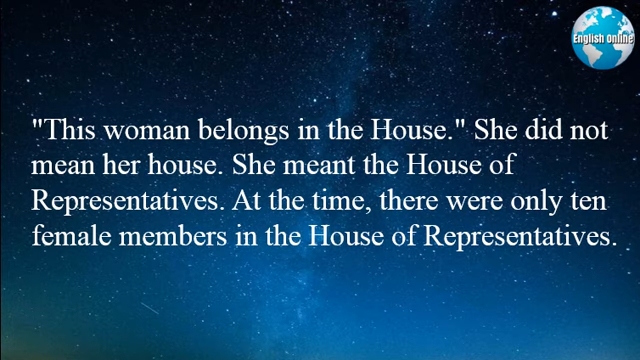 English Online
"This woman belongs in the House." She did not
mean her house. She meant the House of
Representatives. At the time, there were only ten
female members in the House of Representatives.